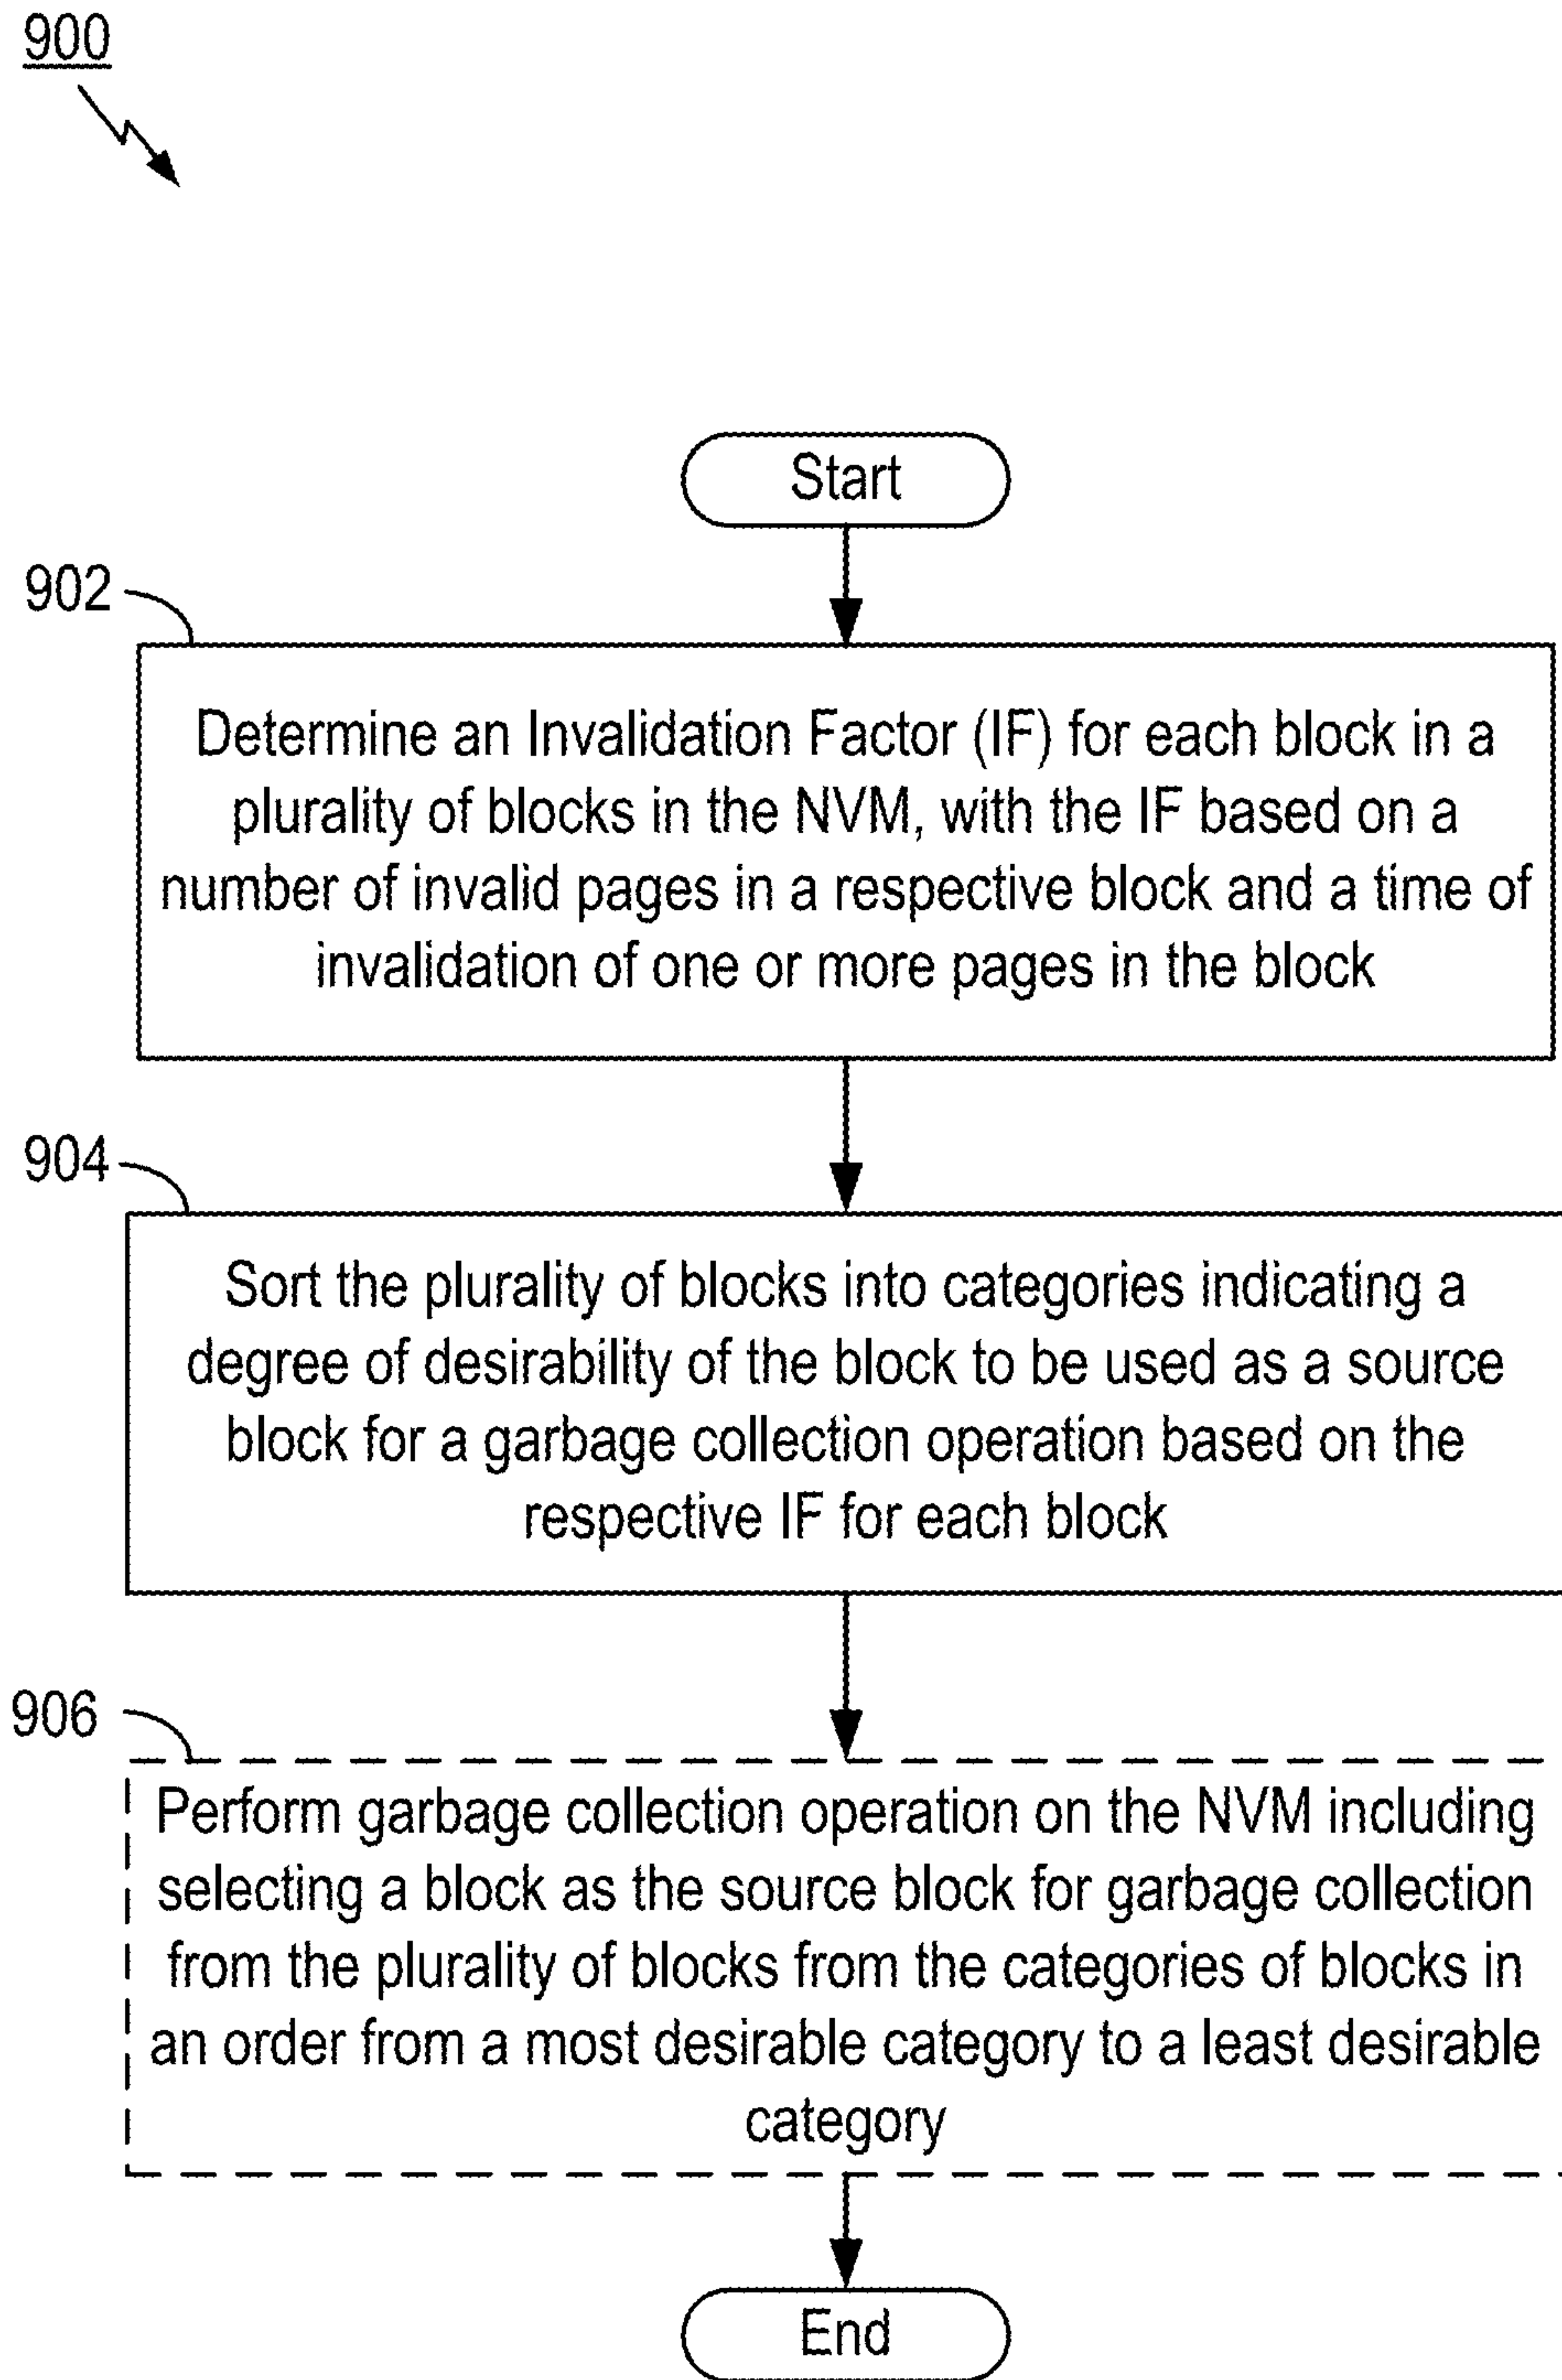 900
Start
902
Determine an Invalidation Factor (IF) for each block in a
plurality of blocks in the NVM, with the IF based on a
number of invalid pages in a respective block and a time of
invalidation of one or more pages in the block
904
Sort the plurality of blocks into categories indicating a
degree of desirability of the block to be used as a source
block for a garbage collection operation based on the
respective IF for each block
906
Perform garbage collection operation on the NVM including
selecting a block as the source block for garbage collection
from the plurality of blocks from the categories of blocks in
an order from a most desirable category to a least desirable
category
End